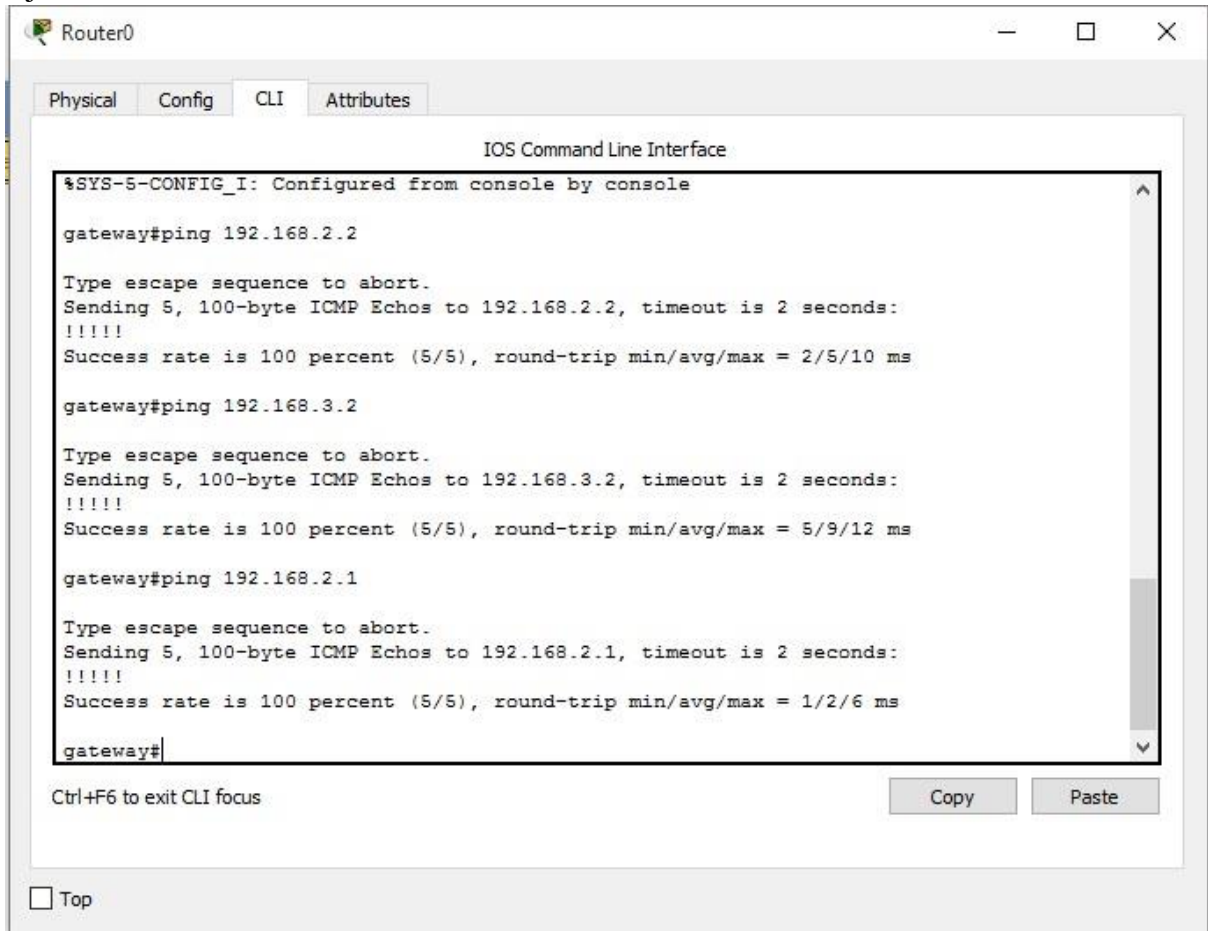 Router0
Physical Config CLI Attributes
IOS Command Line Interface
%SYS-5-CONFIG_I: Configured from console by console
gateway#ping 192.168.2.2
Type escape sequence to abort.
Sending 5, 100-byte ICMP Echos to 192.168.2.2, timeout is 2 seconds:
!!!!!
Success rate is 100 percent (5/5), round-trip min/avg/max = 2/5/10 ms
gateway#ping 192.168.3.2
Type escape sequence to abort.
Sending 5, 100-byte ICMP Echos to 192.168.3.2, timeout is 2 seconds:
!!!!!
Success rate is 100 percent (5/5), round-trip min/avg/max = 5/9/12 ms
gateway#ping 192.168.2.1
Type escape sequence to abort.
Sending 5, 100-byte ICMP Echos to 192.168.2.1, timeout is 2 seconds:
!!!!!
Success rate is 100 percent (5/5), round-trip min/avg/max = 1/2/6 ms
gateway#
Ctrl+F6 to exit CLI focus Copy Paste
Top